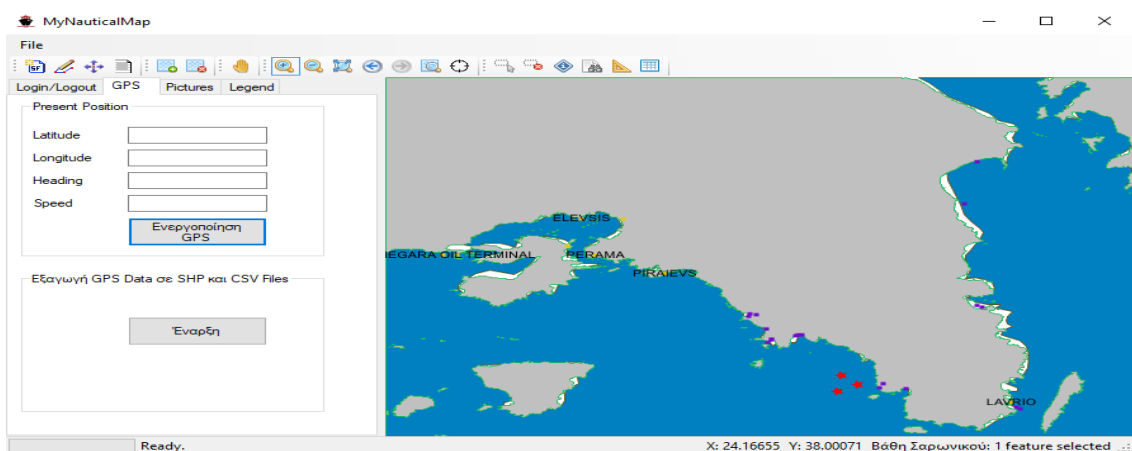 MyNauticalMap
File
Login/Logout GPS Pictures Legend
Present Position
Latitude
Longitude
Heading
Speed
Ενεργοποίηση
GPS
Εξαγωγή GPS Data σε SHP και CSV Files
Έναρξη
ELEVSIS
EGARA OIL TERMINAL
PERAMA
PIRAIEVS
LAVRIO
Ready.
X: 24.16655 Y: 38.00071 Βάθη Σαρωνικού: 1 feature selected